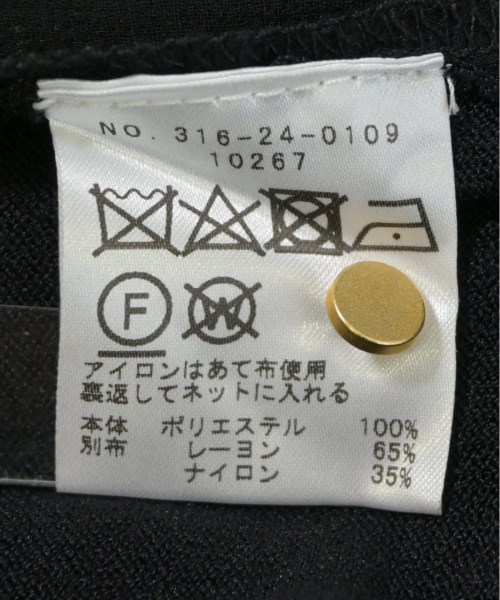 NO. 316-24-0109
10267
F W
アイロンはあて布使用
裏返してネットに入れる
本体 ポリエステル 100%
別布 レーヨン 65%
ナイロン 35%